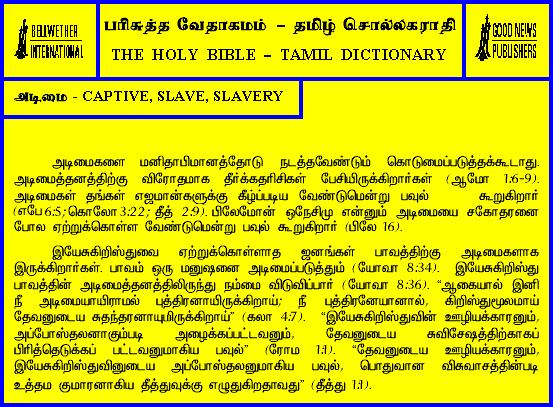 BELLWETHER
INTERNATIONAL
பரிசுத்த வேதாகமம் – தமிழ் சொல்லகராதி
THE HOLY BIBLE – TAMIL DICTIONARY
GOOD NEWS
PUBLISHERS
அடிமை - CAPTIVE, SLAVE, SLAVERY
அடிமைகளை மனிதாபிமானத்தோடு நடத்தவேண்டும் கொடுமைப்படுத்தக்கூடாது.
அடிமைத்தனத்திற்கு விரோதமாக தீர்க்கதரிசிகள் பேசியிருக்கிறார்கள் (ஆமோ 1:6-9).
அடிமைகள் தங்கள் எஜமான்களுக்கு கீழ்ப்படிய வேண்டுமென்று பவுல் கூறுகிறார்
(எபே 6:5; கொலோ 3:22; தீத் 2:9). பிலேமோன் ஒநேசிமு என்னும் அடிமையை சகோதரனை
போல ஏற்றுக்கொள்ள வேண்டுமென்று பவுல் கூறுகிறார் (பிலே 16).
இயேசுகிறிஸ்துவை ஏற்றுக்கொள்ளாத ஜனங்கள் பாவத்திற்கு அடிமைகளாக
இருக்கிறார்கள். பாவம் ஒரு மனுஷனை அடிமைப்படுத்தும் (யோவா 8:34). இயேசுகிறிஸ்து
பாவத்தின் அடிமைத்தனத்திலிருந்து நம்மை விடுவிப்பார் (யோவா 8:36). “ஆகையால் இனி
நீ அடிமையாயிராமல் புத்திரனாயிருக்கிறாய்; நீ புத்திரனேயானால், கிறிஸ்துமூலமாய்
தேவனுடைய சுதந்தரனாயுமிருக்கிறாய்” (கலா 4:7). “இயேசுகிறிஸ்துவின் ஊழியக்காரனும்,
அப்போஸ்தலனாகும்படி அழைக்கப்பட்டவனும், தேவனுடைய சுவிசேஷத்திற்காகப்
பிரித்தெடுக்கப் பட்டவனுமாகிய பவுல்” (ரோம 1:1). “தேவனுடைய ஊழியக்காரனும்,
இயேசுகிறிஸ்துவினுடைய அப்போஸ்தலனுமாகிய பவுல், பொதுவான விசுவாசத்தின்படி
உத்தம குமாரனாகிய தீத்துவுக்கு எழுதுகிறதாவது” (தீத்து 1:1).